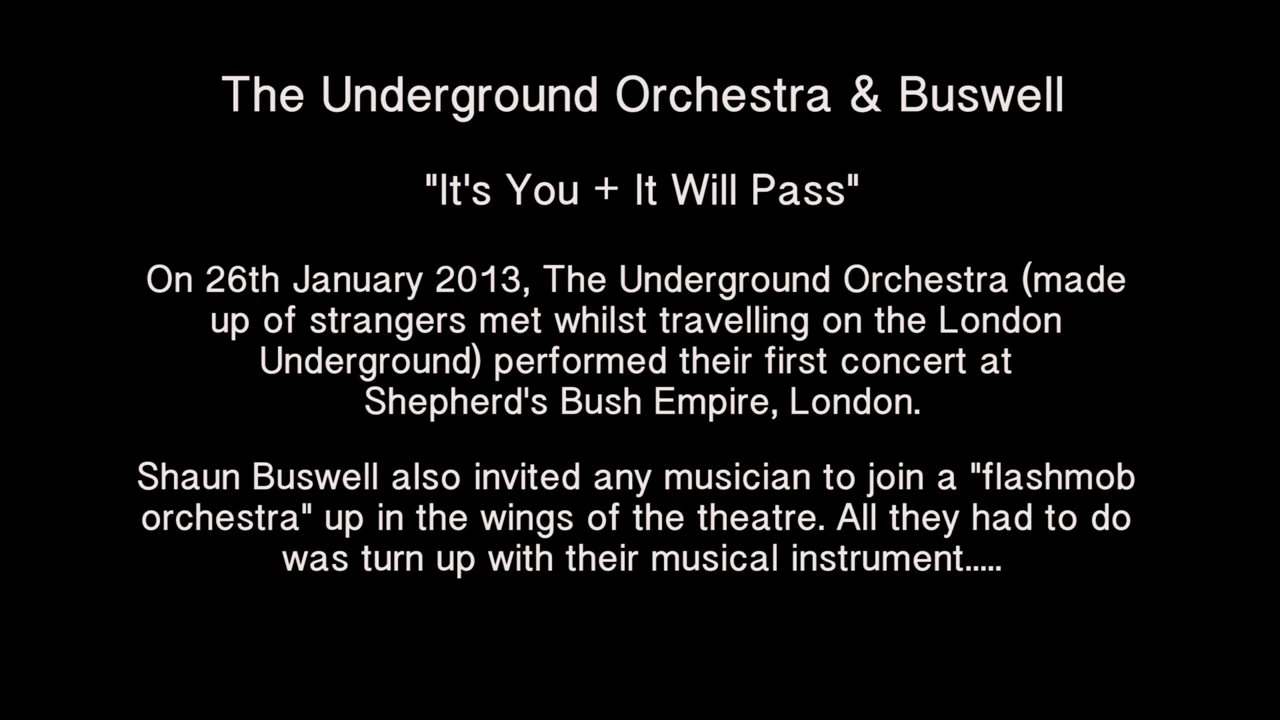 The Underground Orchestra & Buswell
"It's You + It Will Pass"
On 26th January 2013, The Underground Orchestra (made
up of strangers met whilst travelling on the London
Underground) performed their first concert at
Shepherd's Bush Empire, London.
Shaun Buswell also invited any musician to join a "flashmob
orchestra" up in the wings of the theatre. All they had to do
was turn up with their musical instrument.....